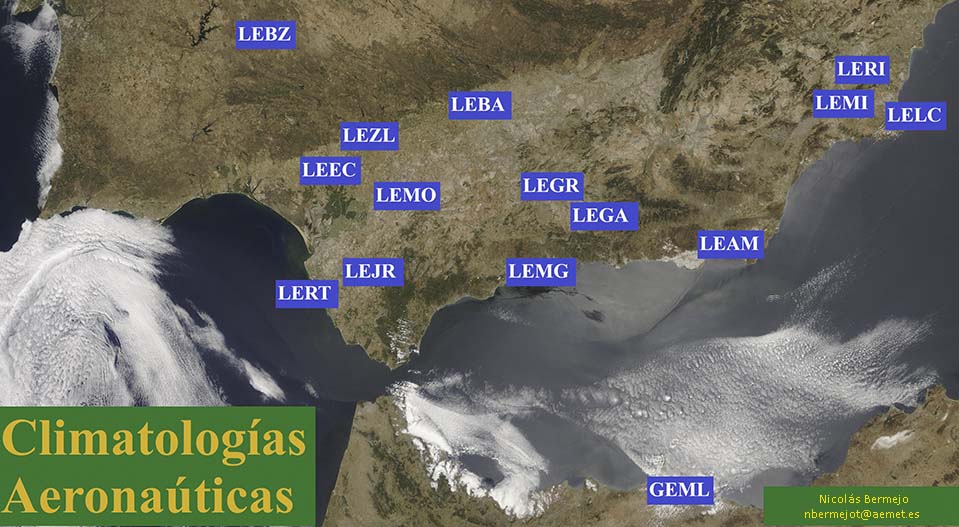 LEBZ
LERI
LEBA
LEMI
LELC
LEZL
LEEC
LEMO
LEGR
LEGA
LEAM
LEJR
LEMG
LERT
Climatologías
Aeronaúticas
GEML
Nicolás Bermejo
nbermejot@aemet.es